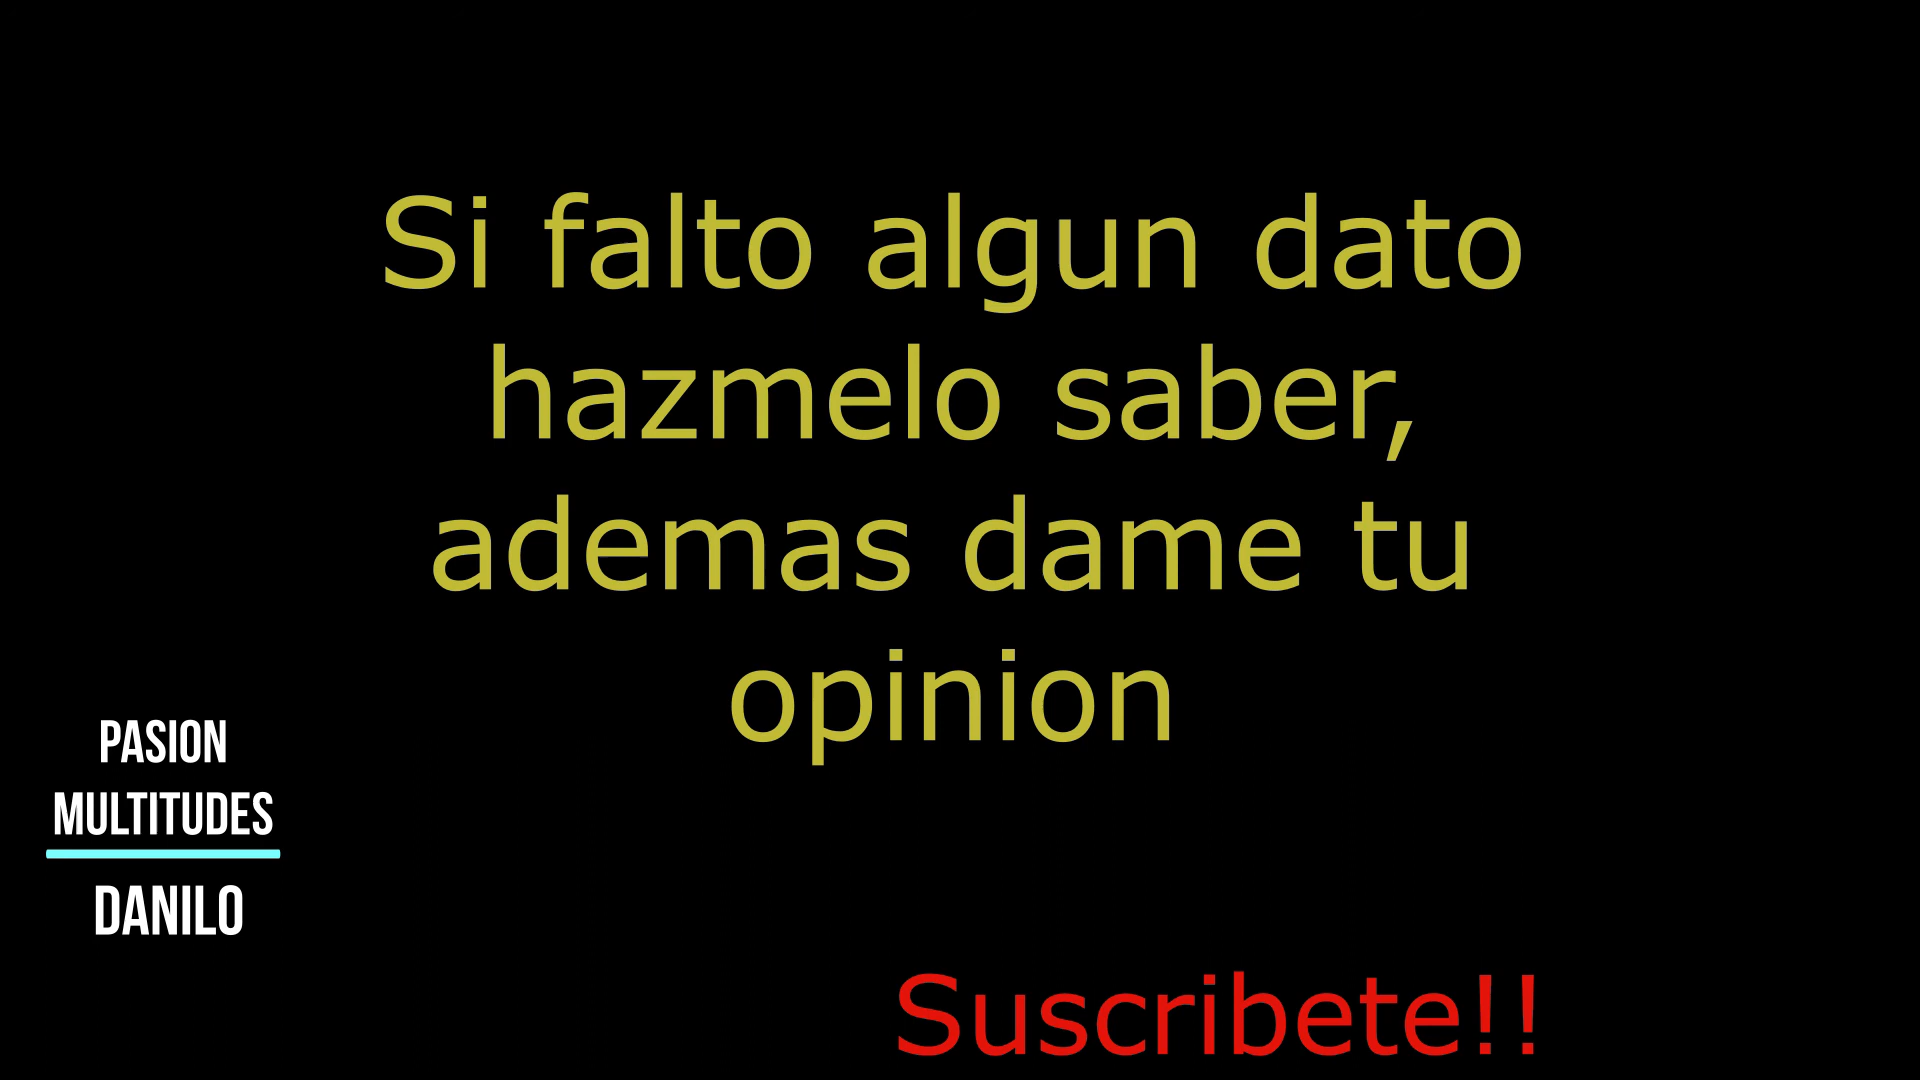 Si falto algun dato
hazmelo saber,
ademas dame tu
opinion
PASION
MULTITUDES
DANILO
Suscribete!!